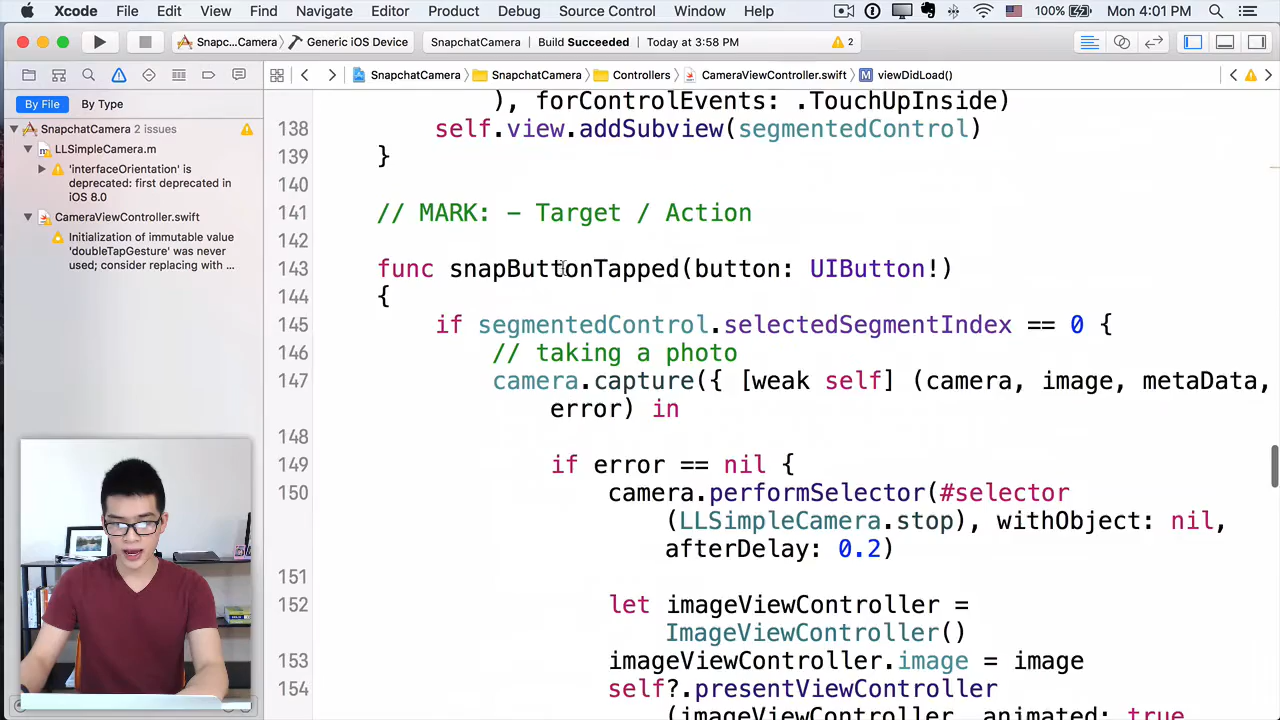 Xcode File Edit View Find Navigate Editor Product Debug Source Control Window Help 100% Mon 4:01 PM
Snapc...Camera Generic iOS Device SnapchatCamera Build Succeeded Today at 3:58 PM 2
SnapchatCamera SnapchatCamera Controllers CameraViewController.swift M viewDidLoad()
By File By Type
SnapchatCamera 2 issues
LLSimpleCamera.m
'interfaceOrientation' is
deprecated: first deprecated in
iOS 8.0
CameraViewController.swift
Initialization of immutable value
'doubleTapGesture' was never
used; consider replacing with ...
), forControlEvents: .TouchUpInside)
138 self.view.addSubview(segmentedControl)
139 }
140
141 // MARK: - Target / Action
142
143 func snapButtonTapped(button: UIButton!)
144 {
145 if segmentedControl.selectedSegmentIndex == 0 {
146 // taking a photo
147 camera.capture({ [weak self] (camera, image, metaData,
error) in
148
149 if error == nil {
150 camera.performSelector(#selector
(LLSimpleCamera.stop), withObject: nil,
afterDelay: 0.2)
151
152 let imageViewController =
ImageViewController()
153 imageViewController.image = image
154 self?.presentViewController
(imageViewController, animated: true